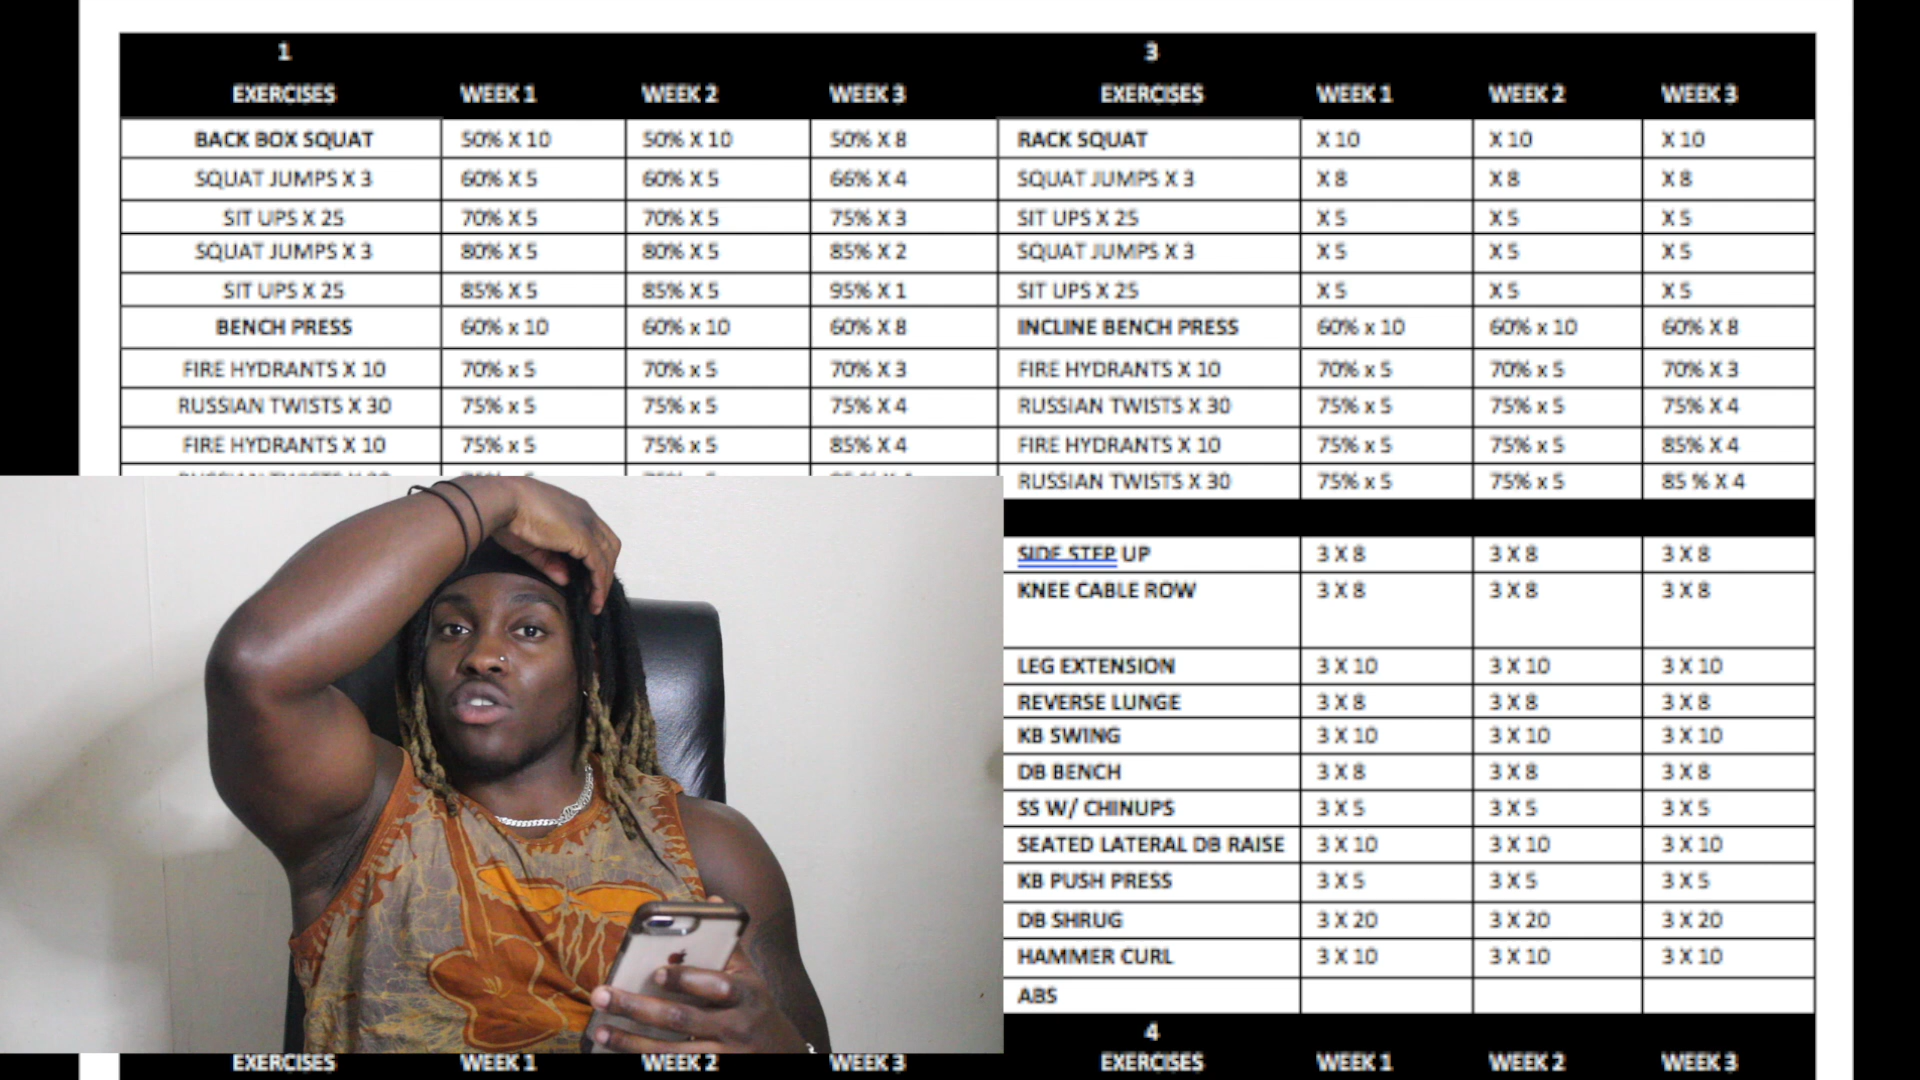 1 3
EXERCISES WEEK 1 WEEK 2 WEEK 3 EXERCISES WEEK 1 WEEK 2 WEEK 3
BACK BOX SQUAT 50% X 10 50% X 10 50% X 8 RACK SQUAT X 10 X 10 X 10
SQUAT JUMPS X 3 60% X 5 60% X 5 66% X 4 SQUAT JUMPS X 3 X 8 X 8 X 8
SIT UPS X 25 70% X 5 70% X 5 75% X 3 SIT UPS X 25 X 5 X 5 X 5
SQUAT JUMPS X 3 80% X 5 80% X 5 85% X 2 SQUAT JUMPS X 3 X 5 X 5 X 5
SIT UPS X 25 85% X 5 85% X 5 95% X 1 SIT UPS X 25 X 5 X 5 X 5
BENCH PRESS 60% x 10 60% x 10 60% X 8 INCLINE BENCH PRESS 60% x 10 60% x 10 60% X 8
FIRE HYDRANTS X 10 70% x 5 70% x 5 70% X 3 FIRE HYDRANTS X 10 70% x 5 70% x 5 70% X 3
RUSSIAN TWISTS X 30 75% x 5 75% x 5 75% X 4 RUSSIAN TWISTS X 30 75% x 5 75% x 5 75% X 4
FIRE HYDRANTS X 10 75% x 5 75% x 5 85% X 4 FIRE HYDRANTS X 10 75% x 5 75% x 5 85% X 4
RUSSIAN TWISTS X 30 75% x 5 75% x 5 85 % X 4
SIDE STEP UP 3 X 8 3 X 8 3 X 8
KNEE CABLE ROW 3 X 8 3 X 8 3 X 8
LEG EXTENSION 3 X 10 3 X 10 3 X 10
REVERSE LUNGE 3 X 8 3 X 8 3 X 8
KB SWING 3 X 10 3 X 10 3 X 10
DB BENCH 3 X 8 3 X 8 3 X 8
SS W/ CHINUPS 3 X 5 3 X 5 3 X 5
SEATED LATERAL DB RAISE 3 X 10 3 X 10 3 X 10
KB PUSH PRESS 3 X 5 3 X 5 3 X 5
DB SHRUG 3 X 20 3 X 20 3 X 20
HAMMER CURL 3 X 10 3 X 10 3 X 10
ABS
4
EXERCISES WEEK 1 WEEK 2 WEEK 3 EXERCISES WEEK 1 WEEK 2 WEEK 3